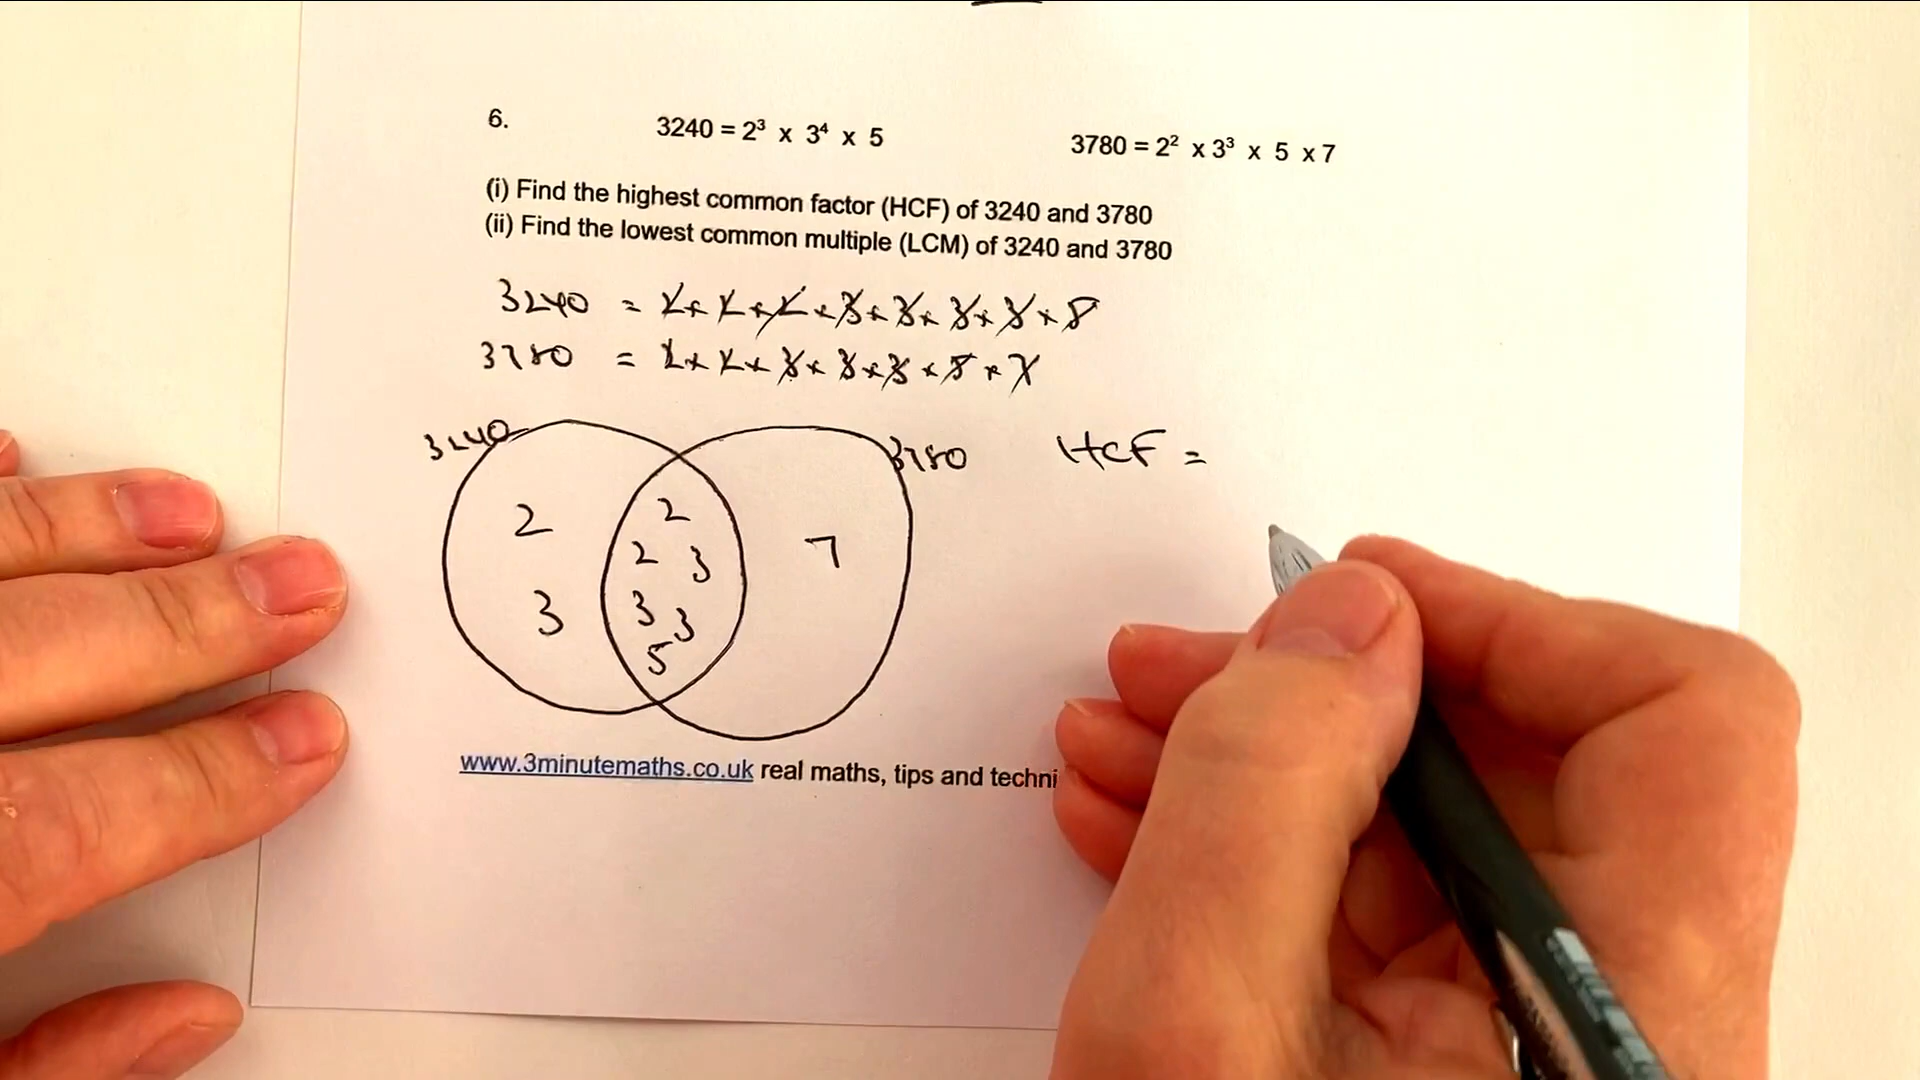 6. 3240 = 2³ x 3⁴ x 5 3780 = 2² x 3³ x 5 x 7
(i) Find the highest common factor (HCF) of 3240 and 3780
(ii) Find the lowest common multiple (LCM) of 3240 and 3780
3240 = 2 × 2 × 2 × 3 × 3 × 3 × 3 × 5
3780 = 2 × 2 × 3 × 3 × 3 × 5 × 7
3240 3780 HCF =
2 2 7
2 3
3 3 3
5
www.3minutemaths.co.uk real maths, tips and techni